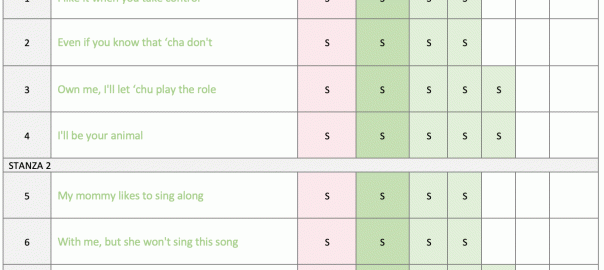 1 I like it when you take control
2 Even if you know that ‘cha don't S S S S
3 Own me, I'll let ‘chu play the role S S S S S
4 I'll be your animal S S S S S
STANZA 2
5 My mommy likes to sing along S S S S
6 With me, but she won't sing this song S S S S